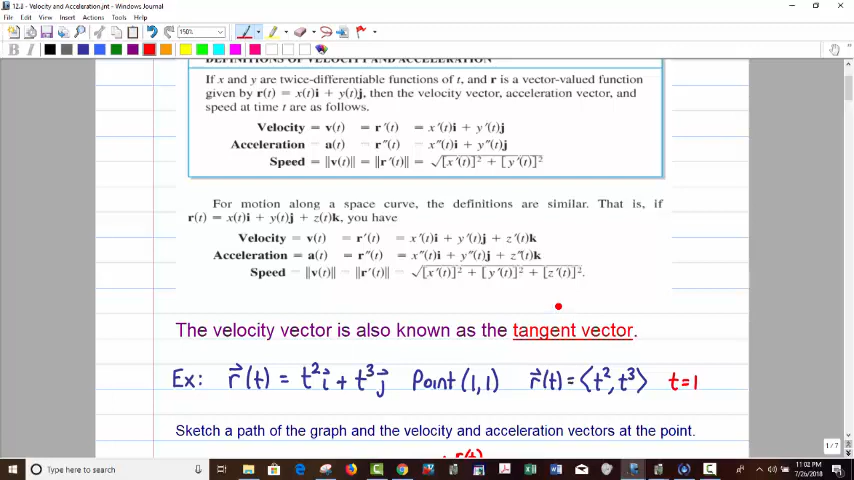 12.3 - Velocity and Acceleration.jnt - Windows Journal
File Edit View Insert Actions Tools Help
150%
B I
DEFINITIONS OF VELOCITY AND ACCELERATION
If x and y are twice-differentiable functions of t, and r is a vector-valued function
given by r(t) = x(t)i + y(t)j, then the velocity vector, acceleration vector, and
speed at time t are as follows.
Velocity = v(t) = r′(t) = x′(t)i + y′(t)j
Acceleration = a(t) = r″(t) = x″(t)i + y″(t)j
Speed = ||v(t)|| = ||r′(t)|| = √[x′(t)]² + [y′(t)]²
For motion along a space curve, the definitions are similar. That is, if
r(t) = x(t)i + y(t)j + z(t)k, you have
Velocity = v(t) = r′(t) = x′(t)i + y′(t)j + z′(t)k
Acceleration = a(t) = r″(t) = x″(t)i + y″(t)j + z″(t)k
Speed = ||v(t)|| = ||r′(t)|| = √[x′(t)]² + [y′(t)]² + [z′(t)]².
The velocity vector is also known as the tangent vector.
Ex: r⃗(t) = t²i⃗ + t³j⃗ Point (1,1) r⃗(t) = ⟨t², t³⟩ t=1
Sketch a path of the graph and the velocity and acceleration vectors at the point.
r(t)
1 / 7
Type here to search
11:02 PM
7/26/2018